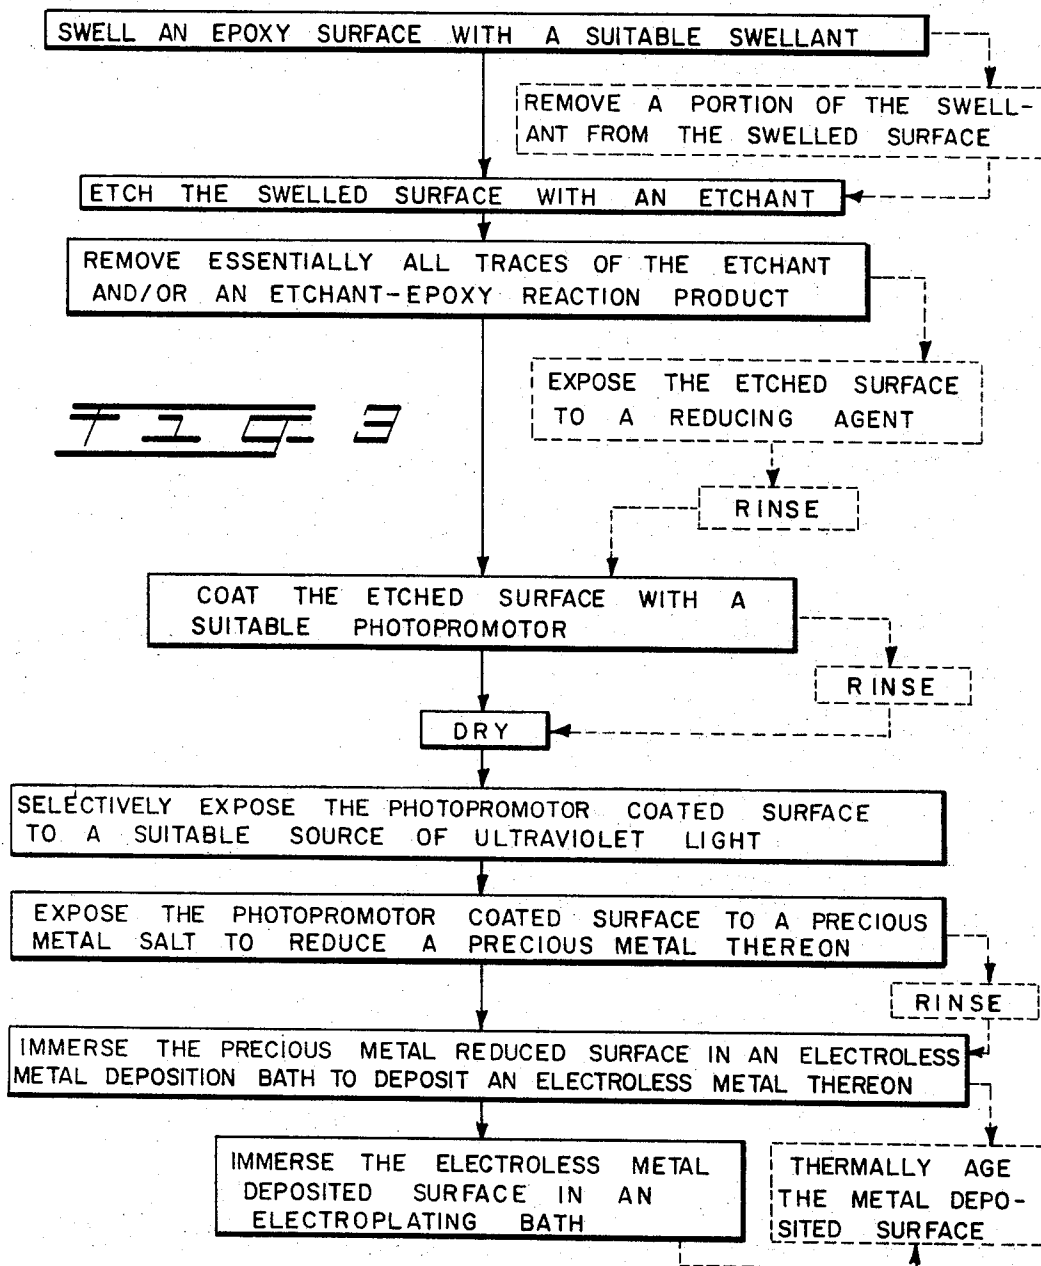 SWELL AN EPOXY SURFACE WITH A SUITABLE SWELLANT
REMOVE A PORTION OF THE SWELL-
ANT FROM THE SWELLED SURFACE
ETCH THE SWELLED SURFACE WITH AN ETCHANT
REMOVE ESSENTIALLY ALL TRACES OF THE ETCHANT
AND/OR AN ETCHANT-EPOXY REACTION PRODUCT
EXPOSE THE ETCHED SURFACE
TO A REDUCING AGENT
FIG. 3
RINSE
COAT THE ETCHED SURFACE WITH A
SUITABLE PHOTOPROMOTOR
RINSE
DRY
SELECTIVELY EXPOSE THE PHOTOPROMOTOR COATED SURFACE
TO A SUITABLE SOURCE OF ULTRAVIOLET LIGHT
EXPOSE THE PHOTOPROMOTOR COATED SURFACE TO A PRECIOUS
METAL SALT TO REDUCE A PRECIOUS METAL THEREON
RINSE
IMMERSE THE PRECIOUS METAL REDUCED SURFACE IN AN ELECTROLESS
METAL DEPOSITION BATH TO DEPOSIT AN ELECTROLESS METAL THEREON
IMMERSE THE ELECTROLESS METAL
DEPOSITED SURFACE IN AN
ELECTROPLATING BATH
THERMALLY AGE
THE METAL DEPO-
SITED SURFACE